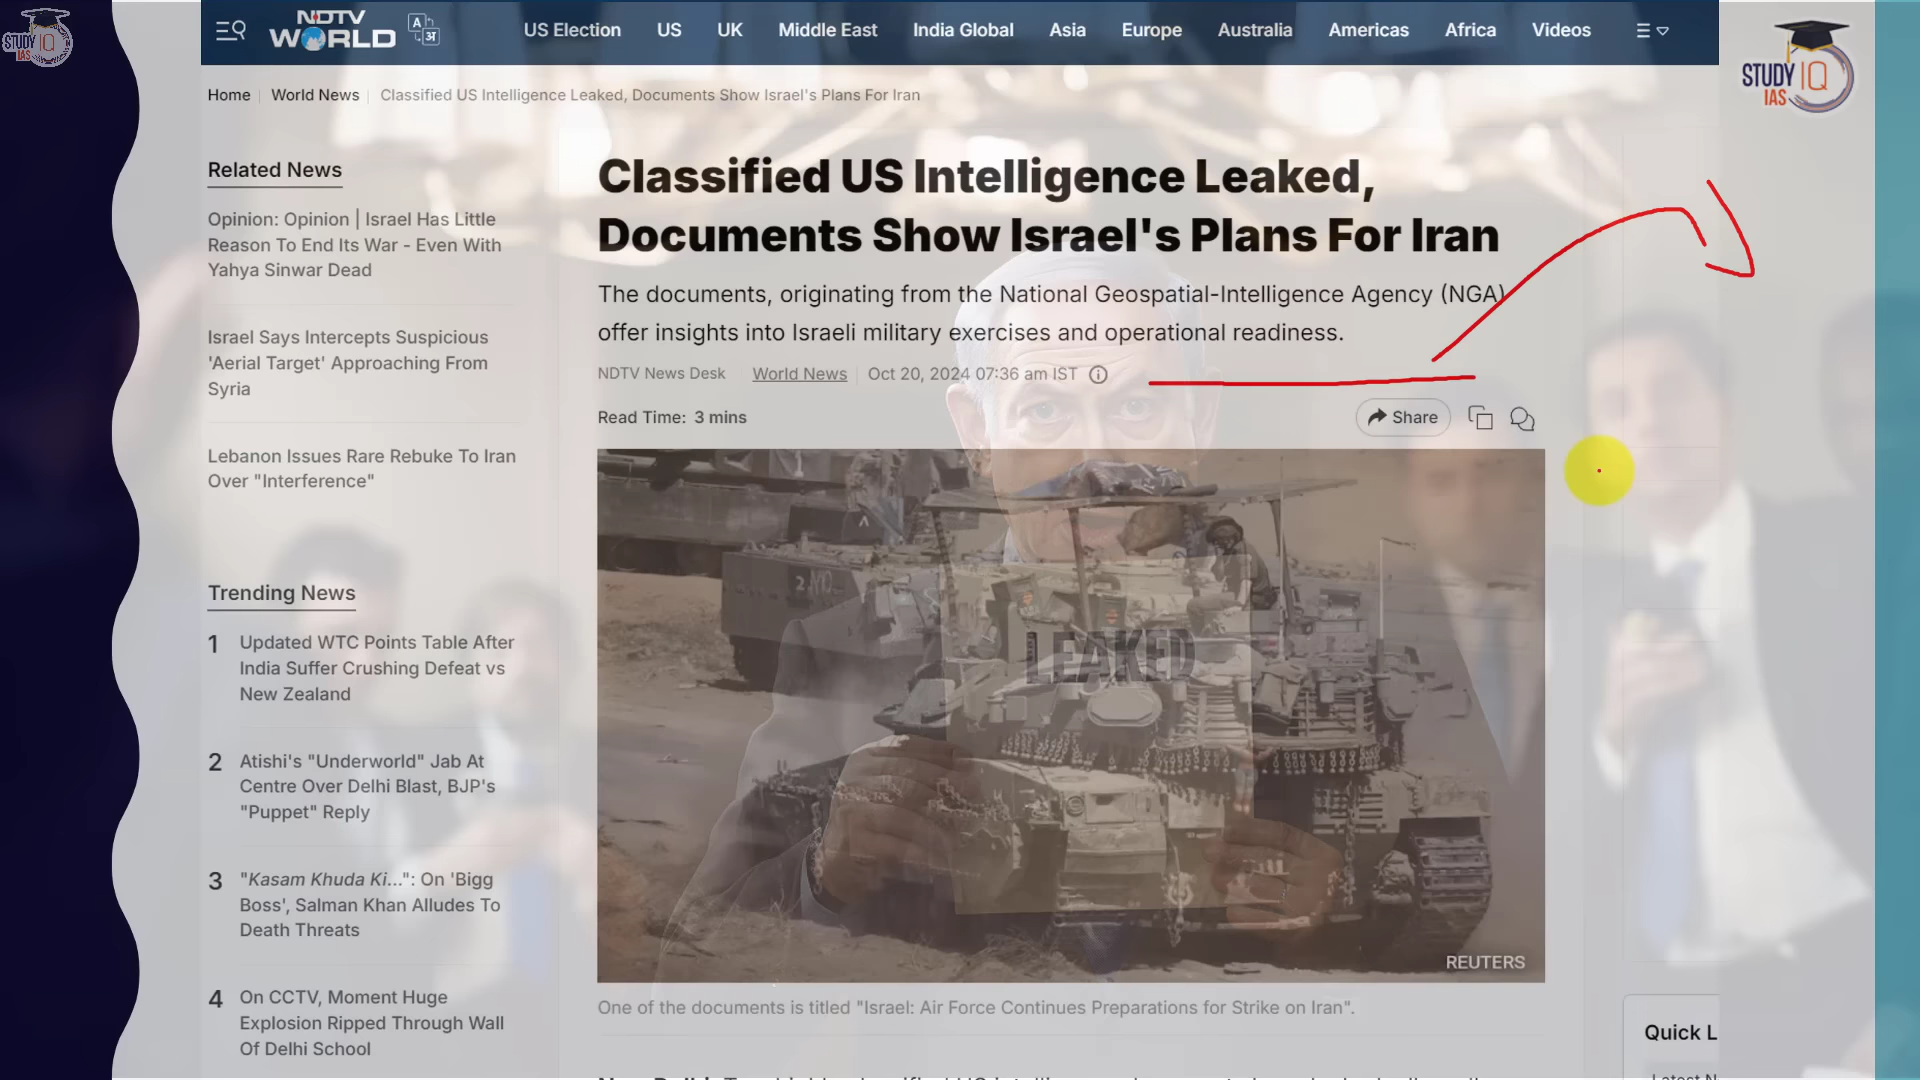 STUDY IQ
IAS
NDTV
WORLD
A
अ
US Election
US
UK
Middle East
India Global
Asia
Europe
Australia
Americas
Africa
Videos
STUDY IQ
IAS
Home
World News
Classified US Intelligence Leaked, Documents Show Israel's Plans For Iran
Related News
Opinion: Opinion | Israel Has Little
Reason To End Its War - Even With
Yahya Sinwar Dead
Israel Says Intercepts Suspicious
'Aerial Target' Approaching From
Syria
Lebanon Issues Rare Rebuke To Iran
Over "Interference"
Trending News
1 Updated WTC Points Table After
India Suffer Crushing Defeat vs
New Zealand
2 Atishi's "Underworld" Jab At
Centre Over Delhi Blast, BJP's
"Puppet" Reply
3 "Kasam Khuda Ki...": On 'Bigg
Boss', Salman Khan Alludes To
Death Threats
4 On CCTV, Moment Huge
Explosion Ripped Through Wall
Of Delhi School
Classified US Intelligence Leaked,
Documents Show Israel's Plans For Iran
The documents, originating from the National Geospatial-Intelligence Agency (NGA)
offer insights into Israeli military exercises and operational readiness.
NDTV News Desk
World News
Oct 20, 2024 07:36 am IST
Read Time: 3 mins
Share
LEAKED
REUTERS
One of the documents is titled "Israel: Air Force Continues Preparations for Strike on Iran".
Quick L